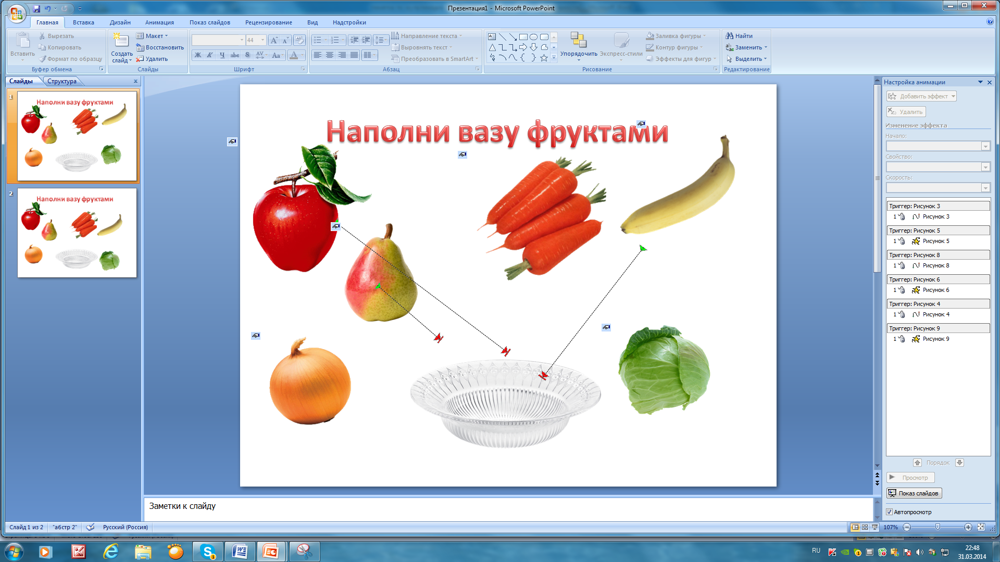 Презентация1 - Microsoft PowerPoint
Главная Вставка Дизайн Анимация Показ слайдов Рецензирование Вид Надстройки
Вставить
Вырезать
Копировать
Формат по образцу
Буфер обмена
Создать слайд
Макет
Восстановить
Удалить
Слайды
44
Ж К Ч abc S AV Aa A
Шрифт
Направление текста
Выровнять текст
Преобразовать в SmartArt
Абзац
Упорядочить
Экспресс-стили
Заливка фигуры
Контур фигуры
Эффекты для фигур
Рисование
Найти
Заменить
Выделить
Редактирование
Слайды Структура
1
Наполни вазу фруктами
2
Наполни вазу фруктами
Наполни вазу фруктами
Заметки к слайду
Настройка анимации
Добавить эффект
Удалить
Изменение эффекта
Начало:
Свойство:
Скорость:
Триггер: Рисунок 3
1 Рисунок 3
Триггер: Рисунок 5
1 Рисунок 5
Триггер: Рисунок 8
1 Рисунок 8
Триггер: Рисунок 6
1 Рисунок 6
Триггер: Рисунок 4
1 Рисунок 4
Триггер: Рисунок 9
1 Рисунок 9
Порядок
Просмотр
Показ слайдов
Автопросмотр
Слайд 1 из 2 "абстр 2" Русский (Россия) 107%
RU 22:48
31.03.2014